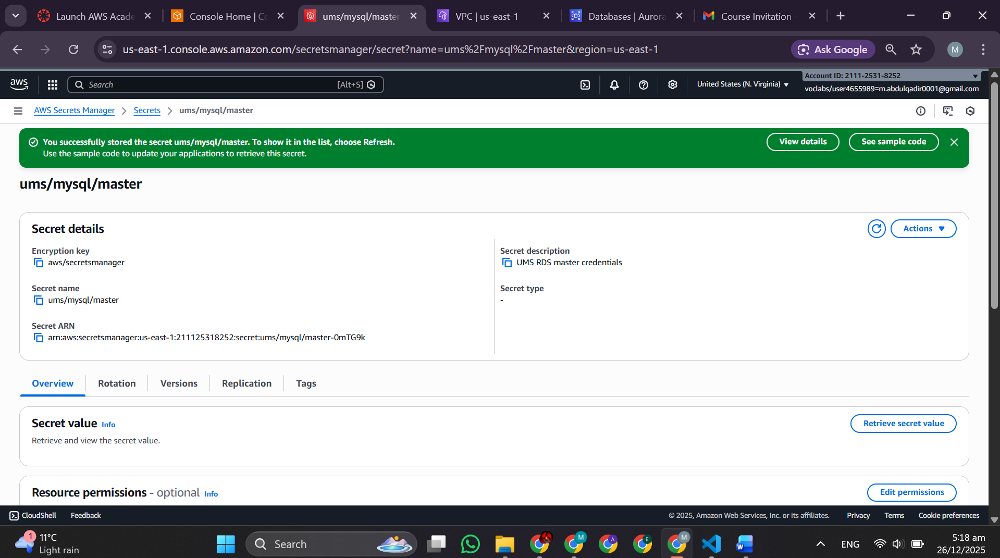 Launch AWS Acade
Console Home | Co
ums/mysql/master
VPC | us-east-1
Databases | Aurora
Course Invitation -
us-east-1.console.aws.amazon.com/secretsmanager/secret?name=ums%2Fmysql%2Fmaster&region=us-east-1
Ask Google
M
aws
Search
[Alt+S]
United States (N. Virginia)
Account ID: 2111-2531-8252
voclabs/user4655989=m.abdulqadir0001@gmail.com
AWS Secrets Manager
Secrets
ums/mysql/master
You successfully stored the secret ums/mysql/master. To show it in the list, choose Refresh.
Use the sample code to update your applications to retrieve this secret.
View details
See sample code
ums/mysql/master
Secret details
Actions
Encryption key
aws/secretsmanager
Secret name
ums/mysql/master
Secret ARN
arn:aws:secretsmanager:us-east-1:211125318252:secret:ums/mysql/master-0mTG9k
Secret description
UMS RDS master credentials
Secret type
-
Overview
Rotation
Versions
Replication
Tags
Secret value Info
Retrieve and view the secret value.
Retrieve secret value
Resource permissions - optional Info
Edit permissions
CloudShell
Feedback
© 2025, Amazon Web Services, Inc. or its affiliates.
Privacy
Terms
Cookie preferences
1
11°C
Light rain
Search
M
A
E
M
W
ENG
5:18 am
26/12/2025